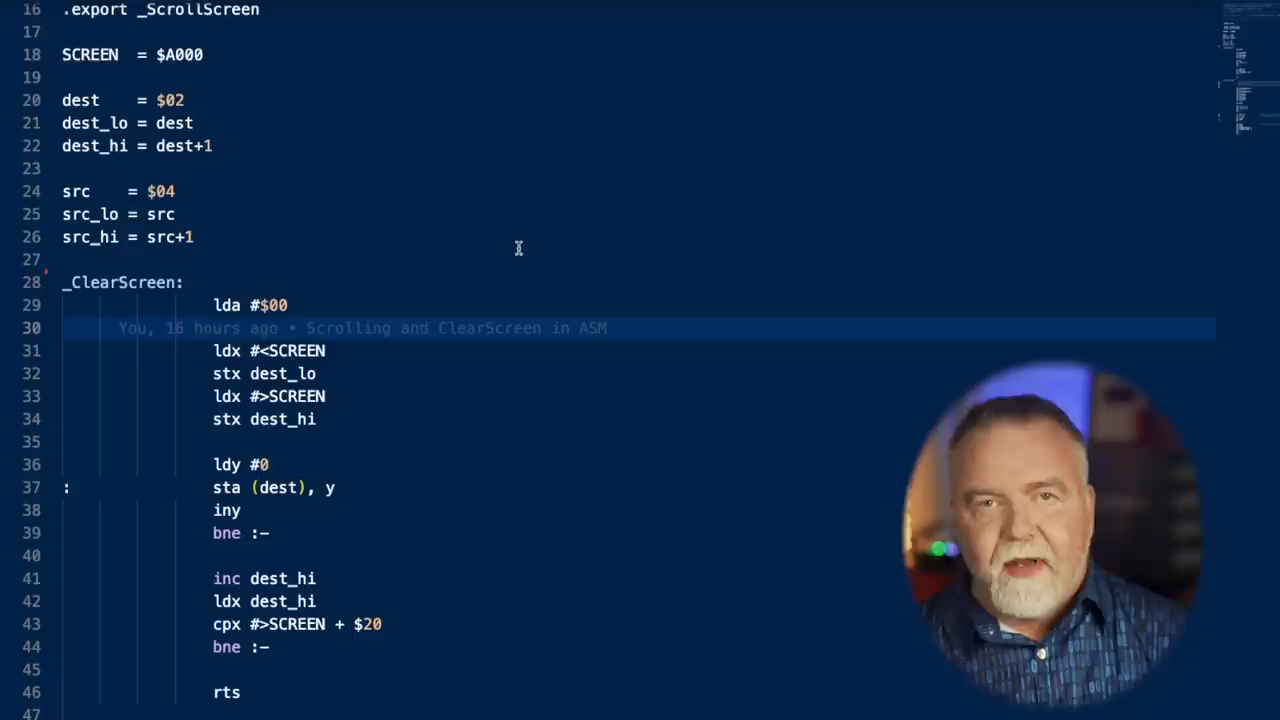 16 .export _ScrollScreen
17
18 SCREEN = $A000
19
20 dest = $02
21 dest_lo = dest
22 dest_hi = dest+1
23
24 src = $04
25 src_lo = src
26 src_hi = src+1
27
28 _ClearScreen:
29 lda #$00
30 You, 16 hours ago • Scrolling and ClearScreen in ASM
31 ldx #<SCREEN
32 stx dest_lo
33 ldx #>SCREEN
34 stx dest_hi
35
36 ldy #0
37 : sta (dest), y
38 iny
39 bne :-
40
41 inc dest_hi
42 ldx dest_hi
43 cpx #>SCREEN + $20
44 bne :-
45
46 rts
47